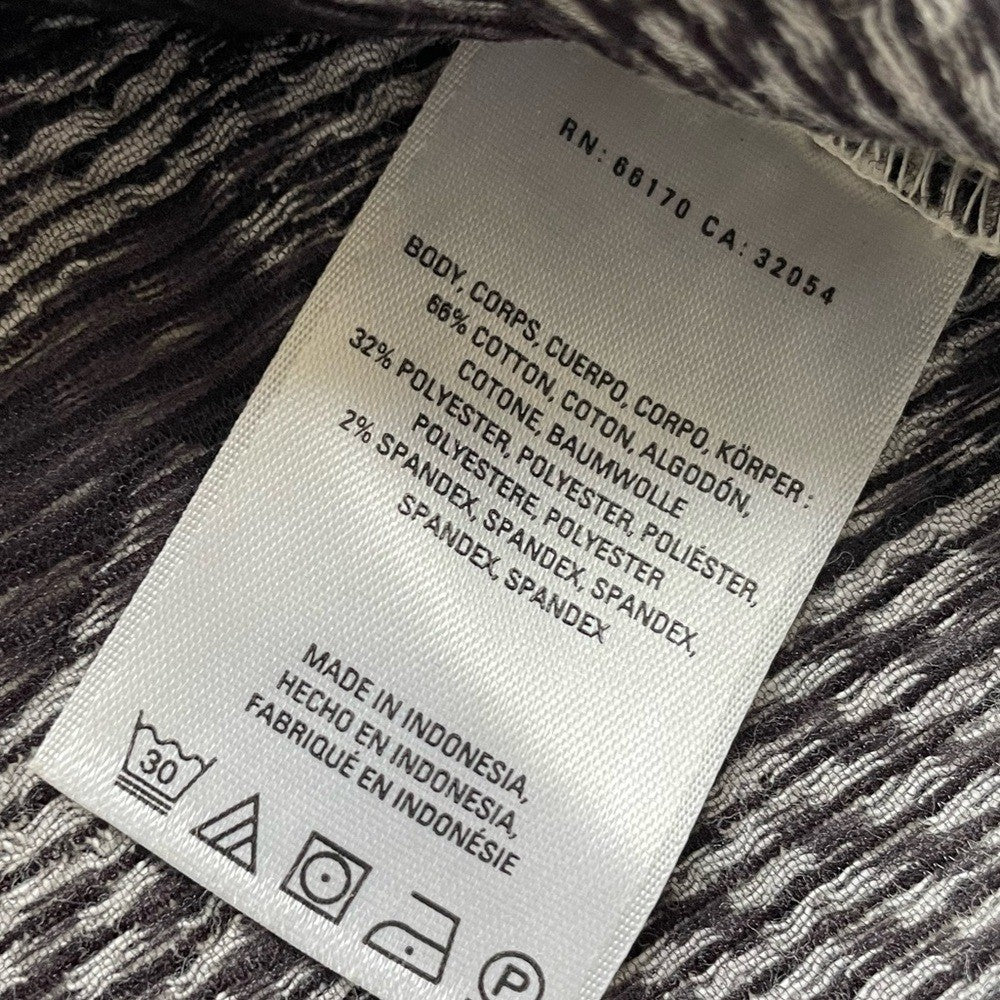 RN: 66170 CA: 32054
BODY, CORPS, CUERPO, CORPO, KÖRPER:
66% COTTON, COTON, ALGODÓN,
COTONE, BAUMWOLLE
32% POLYESTER, POLYESTER, POLIÉSTER,
POLYESTERE, POLYESTER
2% SPANDEX, SPANDEX, SPANDEX,
SPANDEX, SPANDEX
MADE IN INDONESIA,
HECHO EN INDONESIA,
FABRIQUÉ EN INDONÉSIE
30
P